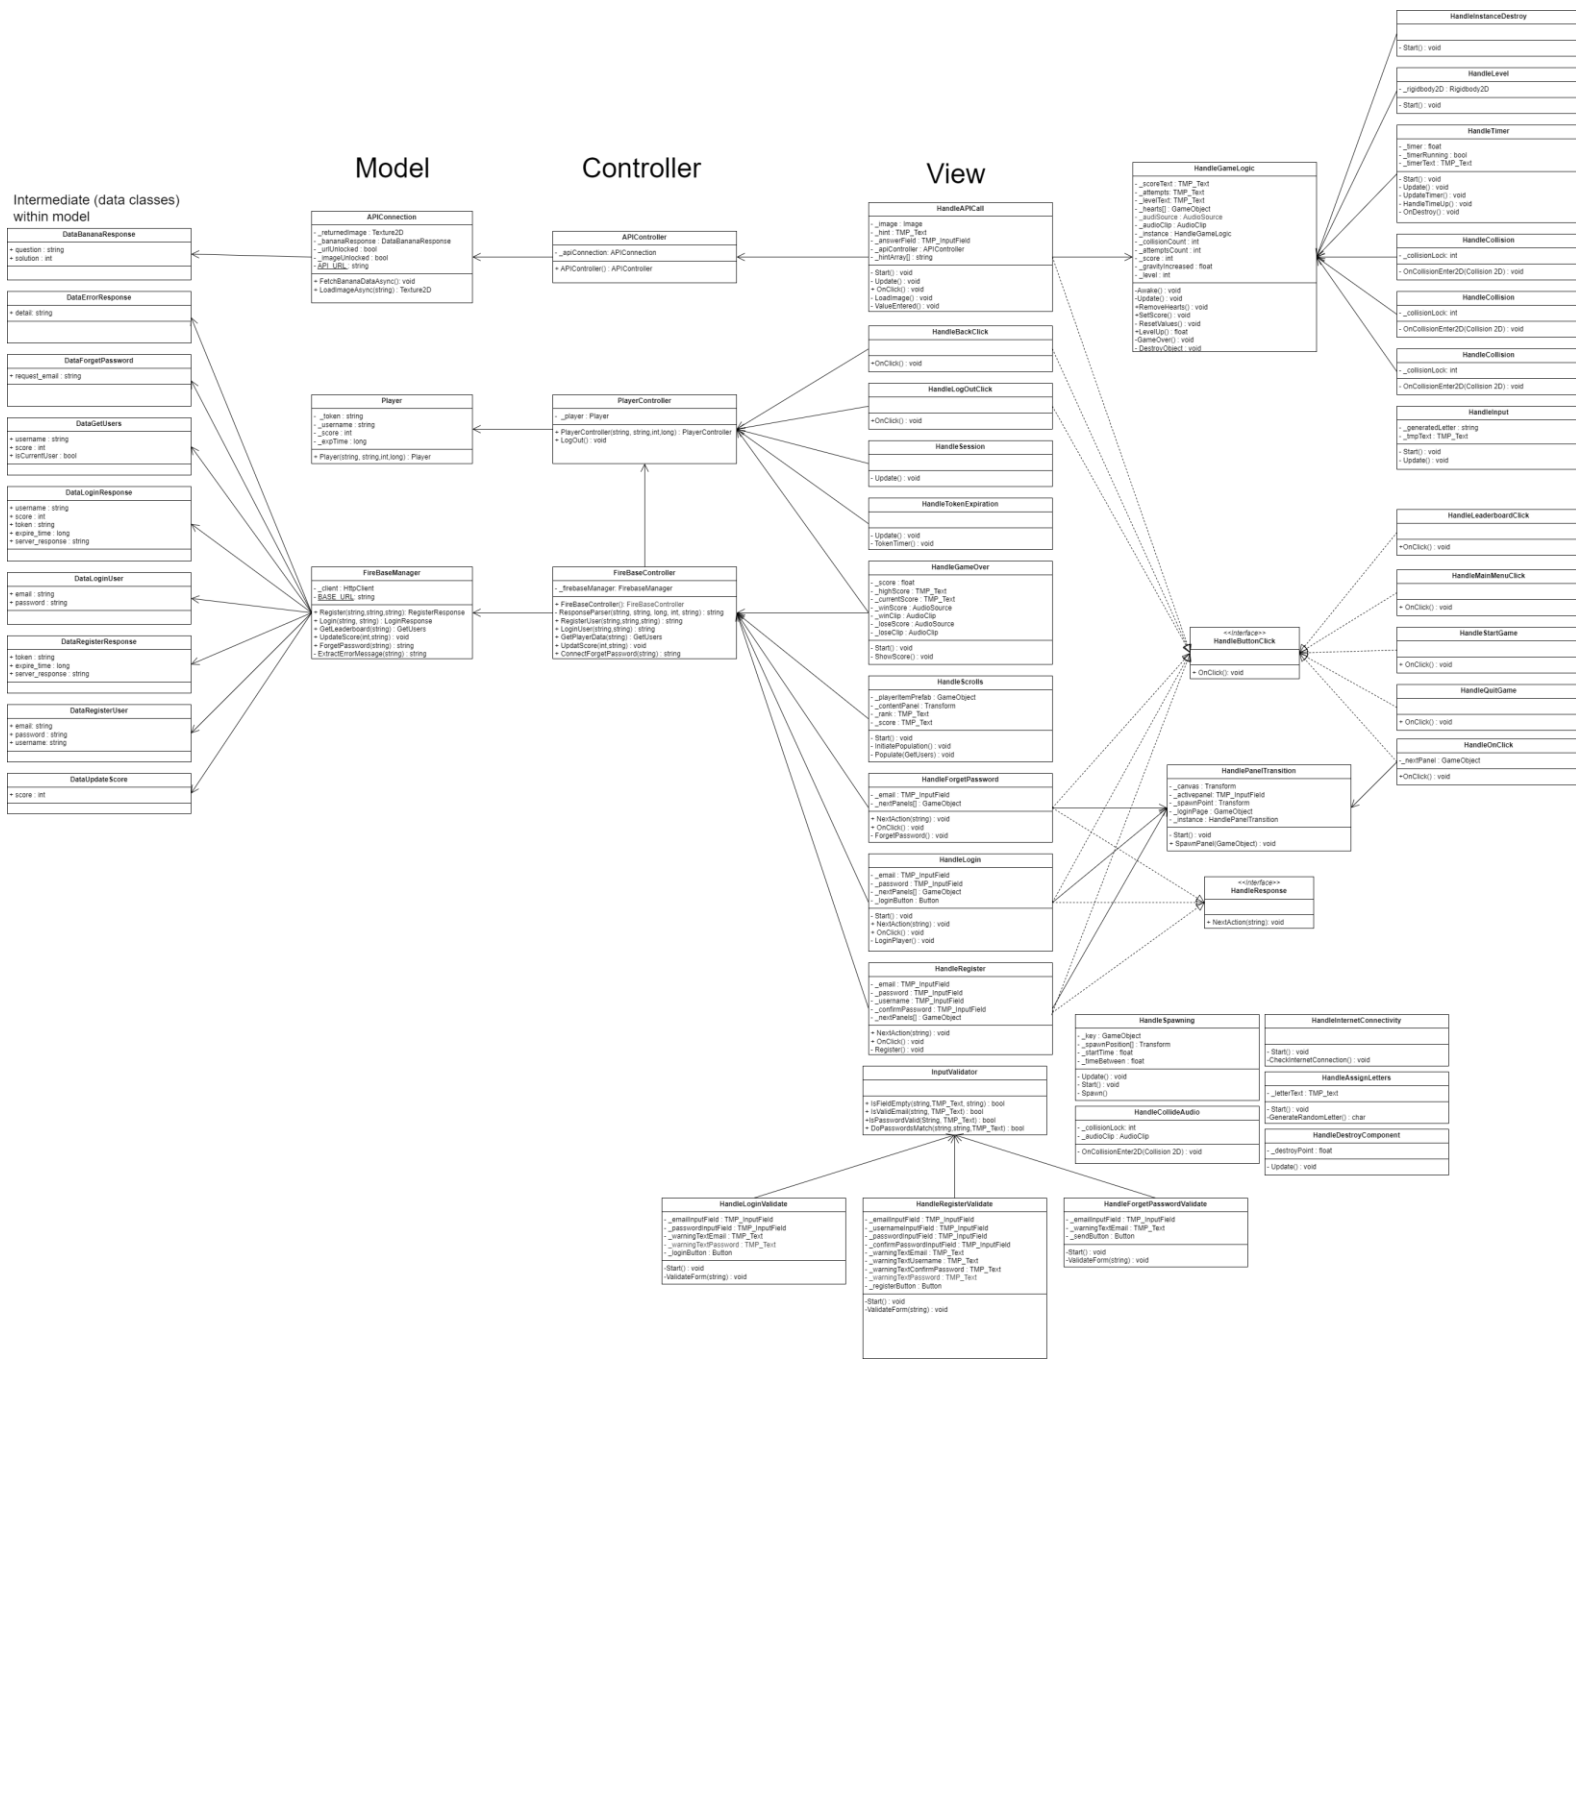 Model
Controller
View
Intermediate (data classes)
within model
DataBananaResponse
+ question : string
+ solution : int
DataErrorResponse
+ detail: string
DataForgetPassword
+ request_email : string
DataGetUsers
+ username : string
+ score : int
+ isCurrentUser : bool
DataLoginResponse
+ username : string
+ score : int
+ token : string
+ expire_time : long
+ server_response : string
DataLoginUser
+ email : string
+ password : string
DataRegisterResponse
+ token : string
+ expire_time : long
+ server_response : string
DataRegisterUser
+ email: string
+ password : string
+ username: string
DataUpdateScore
+ score : int
APIConnection
- _returnedImage : Texture2D
- _bananaResponse : DataBananaResponse
- _urlUnlocked : bool
- _imageUnlocked : bool
- API_URL: string
+ FetchBananaDataAsync(): void
+ LoadImageAsync(string) : Texture2D
Player
- _token : string
- _username : string
- _score : int
- _expTime : long
+ Player(string, string,int,long) : Player
FireBaseManager
- _client : HttpClient
- BASE_URL: string
+ Register(string,string,string): RegisterResponse
+ Login(string, string) : LoginResponse
+ GetLeaderboard(string) : GetUsers
+ UpdateScore(int,string) : void
+ ForgetPassword(string) : string
- ExtractErrorMessage(string) : string
APIController
- _apiConnection: APIConnection
+ APIController() : APIController
PlayerController
- _player : Player
+ PlayerController(string, string,int,long) : PlayerController
+ LogOut() : void
FireBaseController
- _firebaseManager: FirebaseManager
+ FireBaseController(): FireBaseController
- ResponseParser(string, string, long, int, string) : string
+ RegisterUser(string,string,string) : string
+ LoginUser(string,string) : string
+ GetPlayerData(string) : GetUsers
+ UpdatScore(int,string) : void
+ ConnectForgetPassword(string) : string
HandleAPICall
- _image : Image
- _hint : TMP_Text
- _answerField : TMP_InputField
- _apiController : APIController
- _hintArray[] : string
- Start() : void
- Update() : void
+ OnClick() : void
- LoadImage() : void
- ValueEntered() : void
HandleBackClick
+OnClick() : void
HandleLogOutClick
+OnClick() : void
HandleSession
- Update() : void
HandleTokenExpiration
- Update() : void
- TokenTimer() : void
HandleGameOver
- _score : float
- _highScore : TMP_Text
- _currentScore : TMP_Text
- _winScore : AudioSource
- _winClip : AudioClip
- _loseScore : AudioSource
- _loseClip : AudioClip
- Start() : void
- ShowScore() : void
HandleScrolls
- _playerItemPrefab : GameObject
- _contentPanel : Transform
- _rank : TMP_Text
- _score : TMP_Text
- Start() : void
- InitiatePopulation() : void
- Populate(GetUsers) : void
HandleForgetPassword
- _email : TMP_InputField
- _nextPanels[] : GameObject
+ NextAction(string) : void
+ OnClick() : void
- ForgetPassword() : void
HandleLogin
- _email : TMP_InputField
- _password : TMP_InputField
- _nextPanels[] : GameObject
- _loginButton : Button
- Start() : void
+ NextAction(string) : void
+ OnClick() : void
- LoginPlayer() : void
HandleRegister
- _email : TMP_InputField
- _password : TMP_InputField
- _username : TMP_InputField
- _confirmPassword : TMP_InputField
- _nextPanels[] : GameObject
+ NextAction(string) : void
+ OnClick() : void
- Register() : void
InputValidator
+ IsFieldEmpty(string,TMP_Text, string) : bool
+ IsValidEmail(string, TMP_Text) : bool
+IsPasswordValid(String, TMP_Text) : bool
+ DoPasswordsMatch(string,string,TMP_Text) : bool
HandleLoginValidate
- _emailInputField : TMP_InputField
- _passwordInputField : TMP_InputField
- _warningTextEmail : TMP_Text
- _warningTextPassword : TMP_Text
- _loginButton : Button
-Start() : void
-ValidateForm(string) : void
HandleRegisterValidate
- _emailInputField : TMP_InputField
- _usernameInputField : TMP_InputField
- _passwordInputField : TMP_InputField
- _confirmPasswordInputField : TMP_InputField
- _warningTextEmail : TMP_Text
- _warningTextUsername : TMP_Text
- _warningTextConfirmPassword : TMP_Text
- _warningTextPassword : TMP_Text
- _registerButton : Button
-Start() : void
-ValidateForm(string) : void
HandleForgetPasswordValidate
- _emailInputField : TMP_InputField
- _warningTextEmail : TMP_Text
- _sendButton : Button
-Start() : void
-ValidateForm(string) : void
HandleGameLogic
- _scoreText : TMP_Text
- _attempts: TMP_Text
- _levelText: TMP_Text
- _hearts[] : GameObject
- _audiSource : AudioSource
- _audioClip : AudioClip
- _instance : HandleGameLogic
- _collisionCount : int
- _attemptsCount : int
- _score : int
- _gravityIncreased : float
- _level : int
-Awake() : void
-Update() : void
+RemoveHearts() : void
+SetScore() : void
- ResetValues() : void
+LevelUp() : float
-GameOver() : void
- DestroyObject : void
HandleInstanceDestroy
- Start() : void
HandleLevel
- _rigidbody2D : Rigidbody2D
- Start() : void
HandleTimer
- _timer : float
- _timerRunning : bool
- _timerText : TMP_Text
- Start() : void
- Update() : void
- UpdateTimer() : void
- HandleTimeUp() : void
- OnDestroy() : void
HandleCollision
- _collisionLock: int
- OnCollisionEnter2D(Collision 2D) : void
HandleCollision
- _collisionLock: int
- OnCollisionEnter2D(Collision 2D) : void
HandleCollision
- _collisionLock: int
- OnCollisionEnter2D(Collision 2D) : void
HandleInput
- _generatedLetter : string
- _tmpText : TMP_Text
- Start() : void
- Update() : void
HandleLeaderboardClick
+OnClick() : void
HandleMainMenuClick
+ OnClick() : void
HandleStartGame
+ OnClick() : void
HandleQuitGame
+ OnClick() : void
HandleOnClick
- _nextPanel : GameObject
+OnClick() : void
<<Interface>>
HandleButtonClick
+ OnClick(): void
HandlePanelTransition
- _canvas : Transform
- _activepanel: TMP_InputField
- _spawnPoint : Transform
- _loginPage : GameObject
- _instance : HandlePanelTransition
- Start() : void
+ SpawnPanel(GameObject) : void
<<Interface>>
HandleResponse
+ NextAction(string): void
HandleSpawning
- _key : GameObject
- _spawnPosition[] : Transform
- _startTime : float
- _timeBetween : float
- Update() : void
- Start() : void
- Spawn()
HandleInternetConnectivity
- Start() : void
-CheckInternetConnection() : void
HandleAssignLetters
- _letterText : TMP_text
- Start() : void
-GenerateRandomLetter() : char
HandleCollideAudio
- _collisionLock: int
- _audioClip : AudioClip
- OnCollisionEnter2D(Collision 2D) : void
HandleDestroyComponent
- _destroyPoint : float
- Update() : void